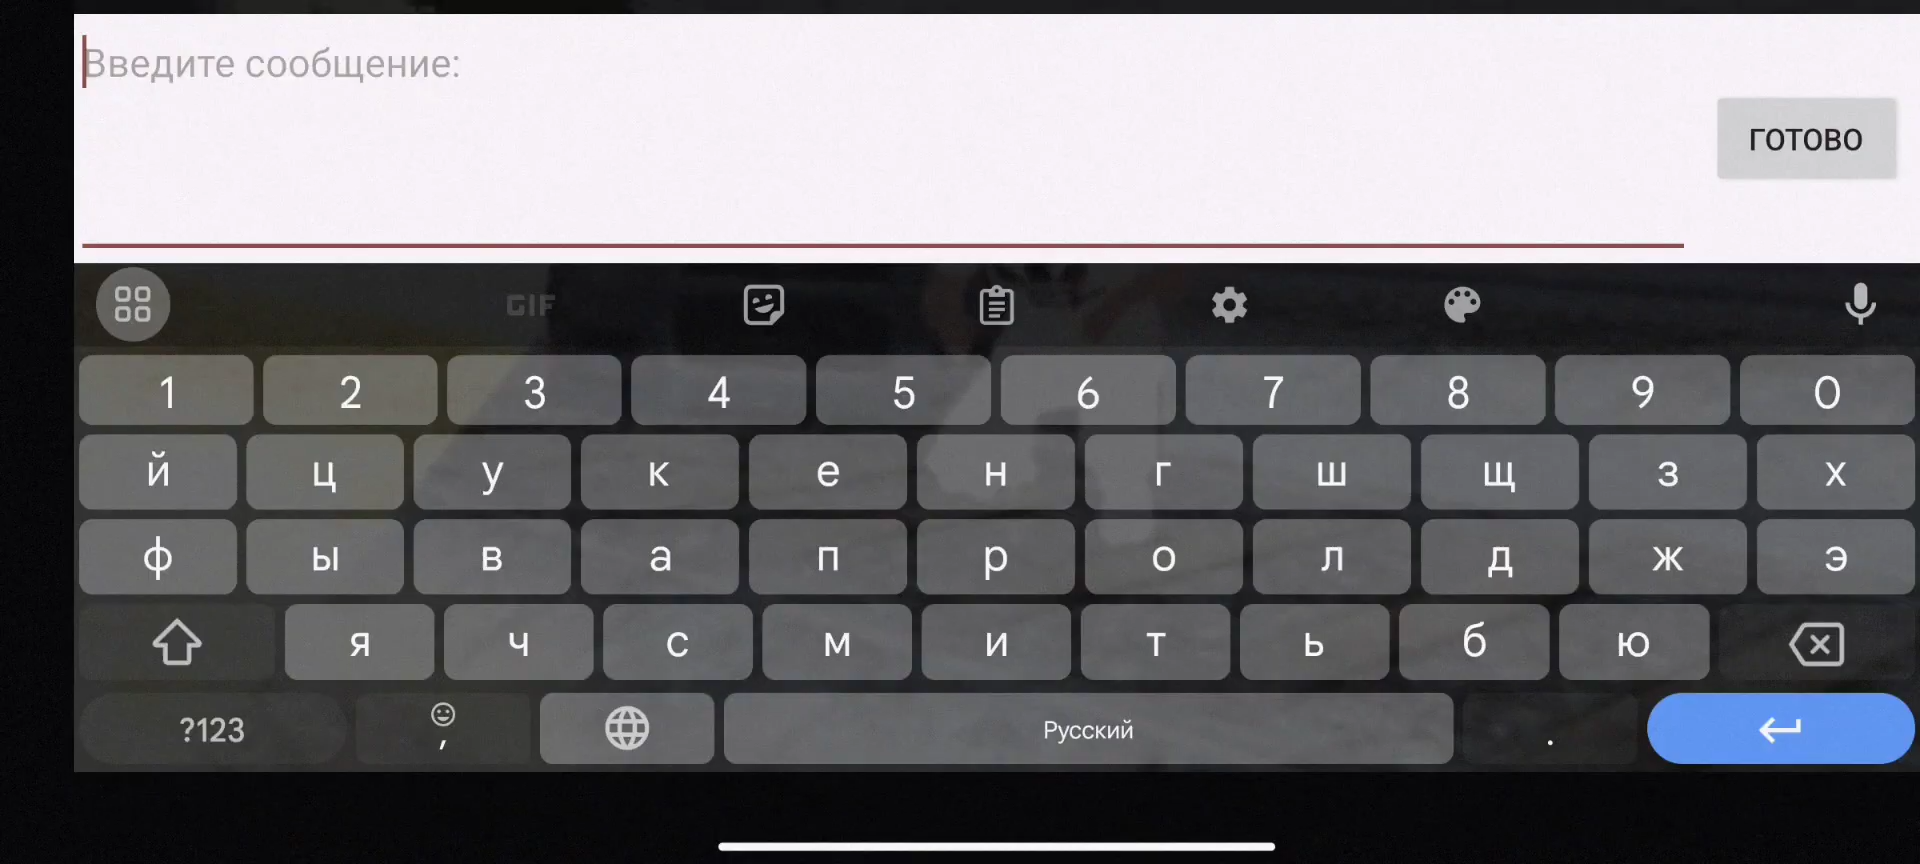 Введите сообщение:
ГОТОВО
GIF
1 2 3 4 5 6 7 8 9 0
й ц у к е н г ш щ з х
ф ы в а п р о л д ж э
я ч с м и т ь б ю
?123 , Русский .